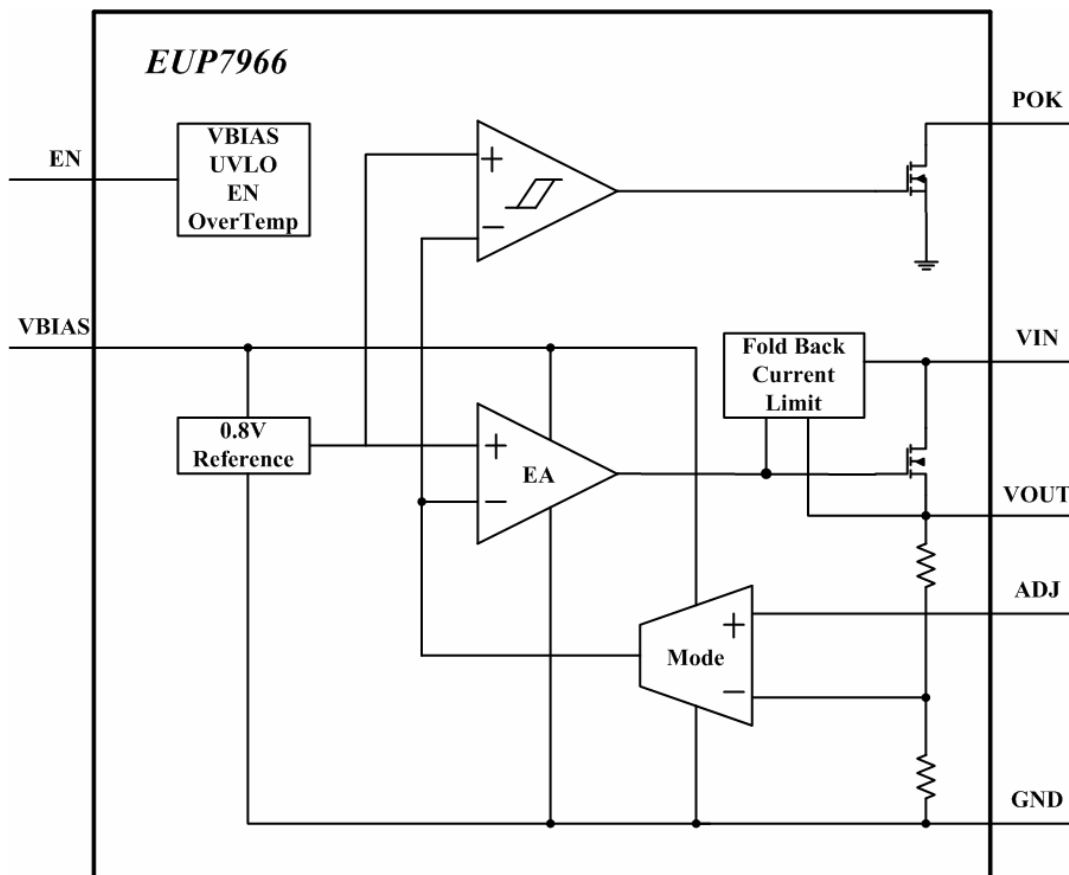 EUP7966
POK
VBIAS
UVLO
EN
OverTemp
EN
+
−
VBIAS
VIN
Fold Back
Current
Limit
0.8V
Reference
+
EA
−
VOUT
ADJ
+
Mode
−
GND